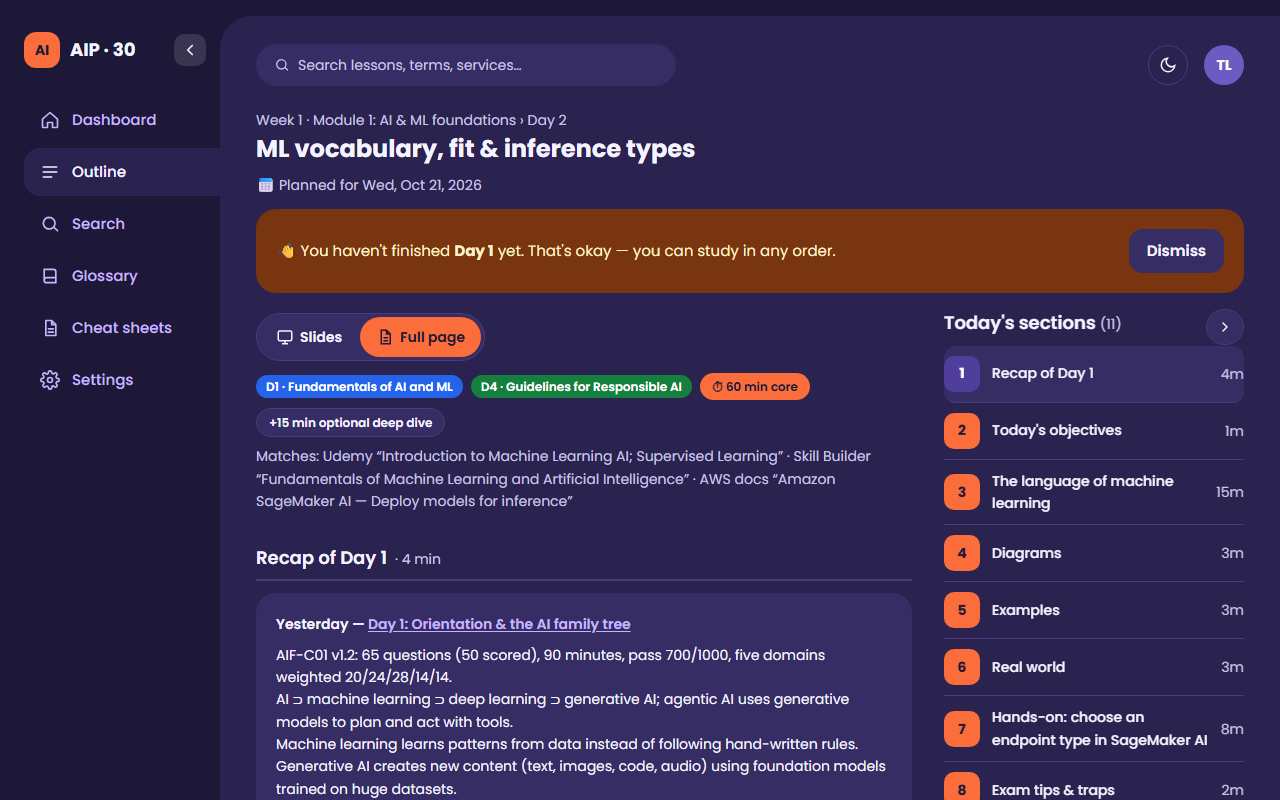 AI AIP · 30
Dashboard
Outline
Search
Glossary
Cheat sheets
Settings
Search lessons, terms, services…
TL
Week 1 · Module 1: AI & ML foundations › Day 2
ML vocabulary, fit & inference types
Planned for Wed, Oct 21, 2026
You haven't finished Day 1 yet. That's okay — you can study in any order.
Dismiss
Slides
Full page
D1 · Fundamentals of AI and ML
D4 · Guidelines for Responsible AI
60 min core
+15 min optional deep dive
Matches: Udemy “Introduction to Machine Learning AI; Supervised Learning” · Skill Builder
“Fundamentals of Machine Learning and Artificial Intelligence” · AWS docs “Amazon
SageMaker AI — Deploy models for inference”
Recap of Day 1 · 4 min
Yesterday — Day 1: Orientation & the AI family tree
AIF-C01 v1.2: 65 questions (50 scored), 90 minutes, pass 700/1000, five domains
weighted 20/24/28/14/14.
AI ⊃ machine learning ⊃ deep learning ⊃ generative AI; agentic AI uses generative
models to plan and act with tools.
Machine learning learns patterns from data instead of following hand-written rules.
Generative AI creates new content (text, images, code, audio) using foundation models
trained on huge datasets.
Today's sections (11)
1 Recap of Day 1 4m
2 Today's objectives 1m
3 The language of machine
learning 15m
4 Diagrams 3m
5 Examples 3m
6 Real world 3m
7 Hands-on: choose an
endpoint type in SageMaker AI 8m
8 Exam tips & traps 2m